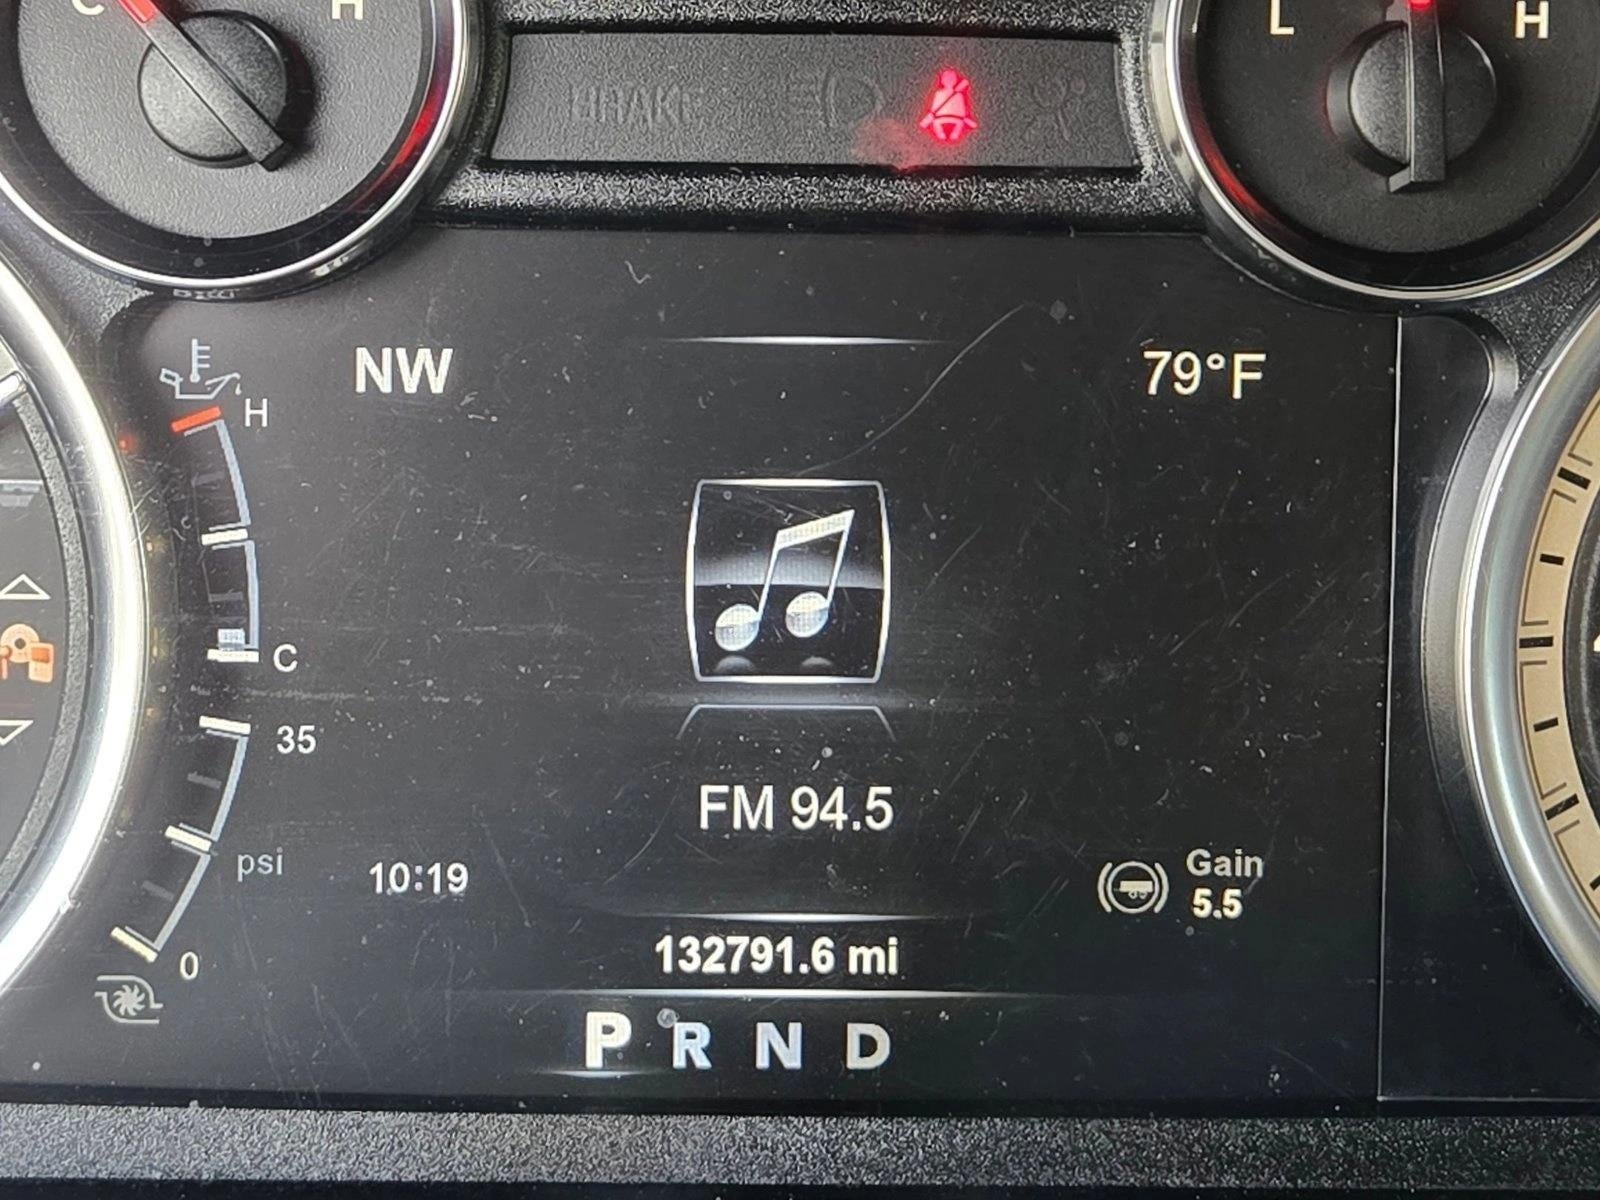 C H
L H
BRAKE
NW
79°F
H
C
35
FM 94.5
psi
10:19
Gain
5.5
132791.6 mi
0
P R N D